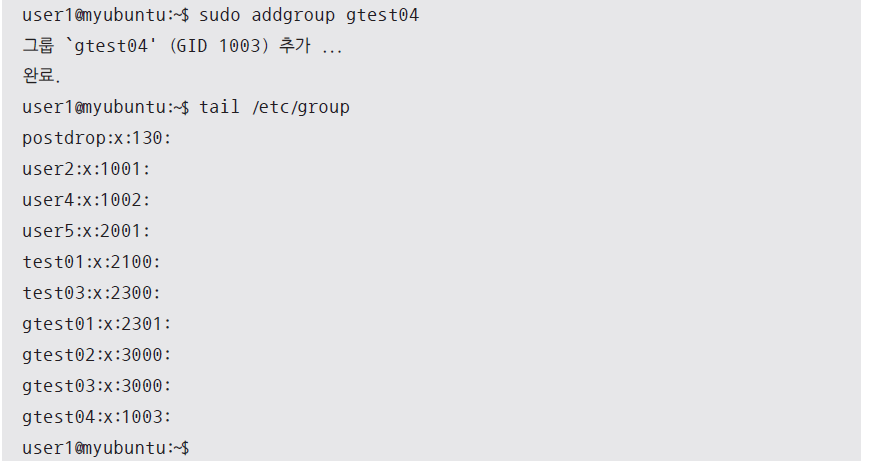 user1@myubuntu:~$ sudo addgroup gtest04
그룹 `gtest04' (GID 1003) 추가 ...
완료.
user1@myubuntu:~$ tail /etc/group
postdrop:x:130:
user2:x:1001:
user4:x:1002:
user5:x:2001:
test01:x:2100:
test03:x:2300:
gtest01:x:2301:
gtest02:x:3000:
gtest03:x:3000:
gtest04:x:1003:
user1@myubuntu:~$